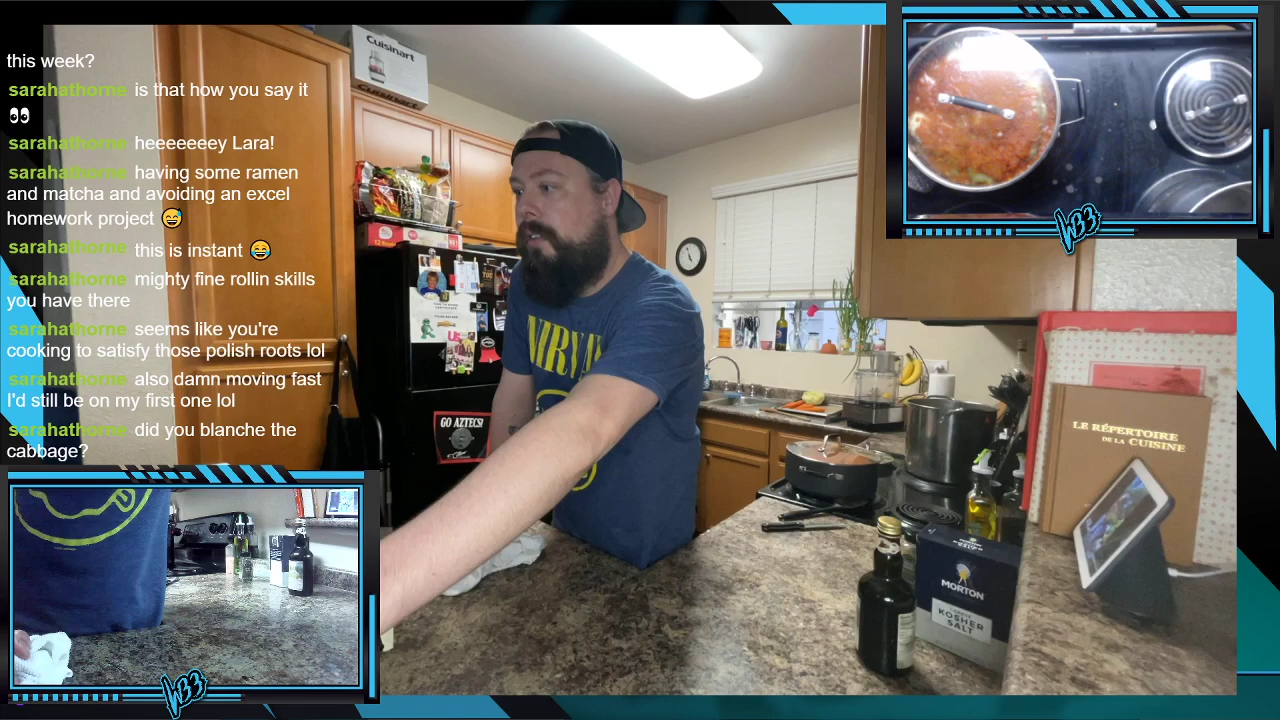 this week?
sarahathorne is that how you say it
👀
sarahathorne heeeeeeey Lara!
sarahathorne having some ramen
and matcha and avoiding an excel
homework project 😅
sarahathorne this is instant 😂
sarahathorne mighty fine rollin skills
you have there
sarahathorne seems like you're
cooking to satisfy those polish roots lol
sarahathorne also damn moving fast
I'd still be on my first one lol
sarahathorne did you blanche the
cabbage?
Cuisinart
GO AZTECS!
NIRV
LE RÉPERTOIRE
DE LA CUISINE
MORTON
KOSHER
SALT
W33
W33